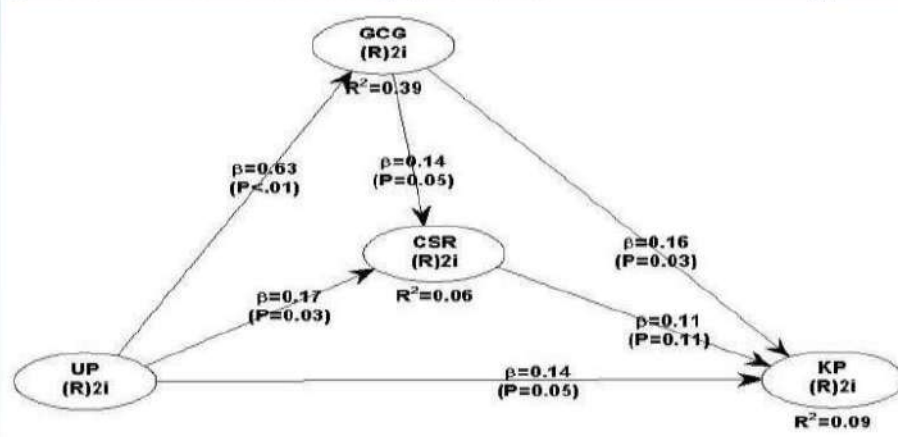 GCG
(R)2i
R²=0.39
β=0.63
(P<.01)
β=0.14
(P=0.05)
β=0.16
(P=0.03)
CSR
(R)2i
R²=0.06
β=0.17
(P=0.03)
β=0.11
(P=0.11)
UP
(R)2i
β=0.14
(P=0.05)
KP
(R)2i
R²=0.09